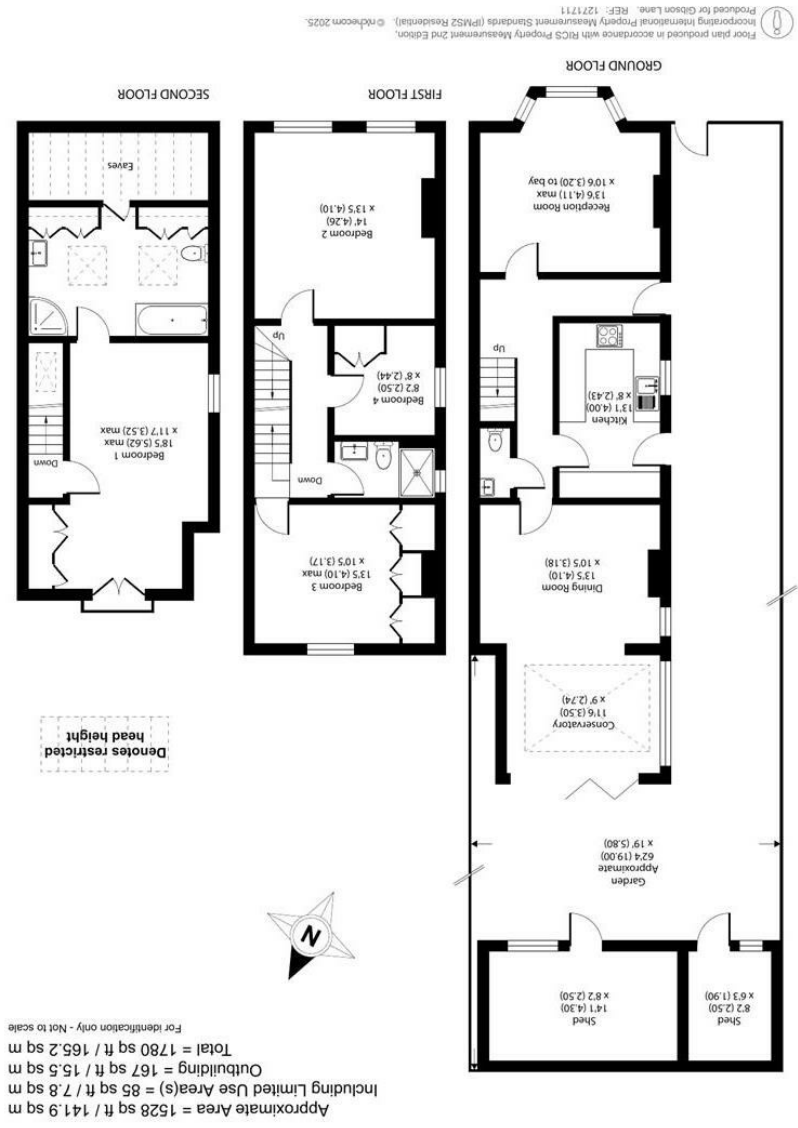 Approximate Area = 1528 sq ft / 141.9 sq m
Including Limited Use Area(s) = 85 sq ft / 7.8 sq m
Outbuilding = 167 sq ft / 15.5 sq m
Total = 1780 sq ft / 165.2 sq m
For identification only - Not to scale
Shed
8'2 (2.50)
x 6'3 (1.90)
Shed
14'1 (4.30)
x 8'2 (2.50)
N
Garden
Approximate
62'4 (19.00)
x 19' (5.80)
Denotes restricted
head height
Conservatory
11'6 (3.50)
x 9' (2.74)
Dining Room
13'5 (4.10)
x 10'5 (3.18)
Kitchen
13'1 (4.00)
x 8' (2.43)
Up
Reception Room
13'6 (4.11) max
x 10'6 (3.20) to bay
GROUND FLOOR
Bedroom 3
13'5 (4.10) max
x 10'5 (3.17)
Down
Bedroom 4
8'2 (2.50)
x 8' (2.44)
Up
Bedroom 2
14' (4.26)
x 13'5 (4.10)
FIRST FLOOR
Bedroom 1
18'5 (5.62) max
x 11'7 (3.52) max
Down
Eaves
SECOND FLOOR
Floor plan produced in accordance with RICS Property Measurement 2nd Edition,
Incorporating International Property Measurement Standards (IPMS2 Residential). © nichecom 2025.
Produced for Gibson Lane. REF: 1271711